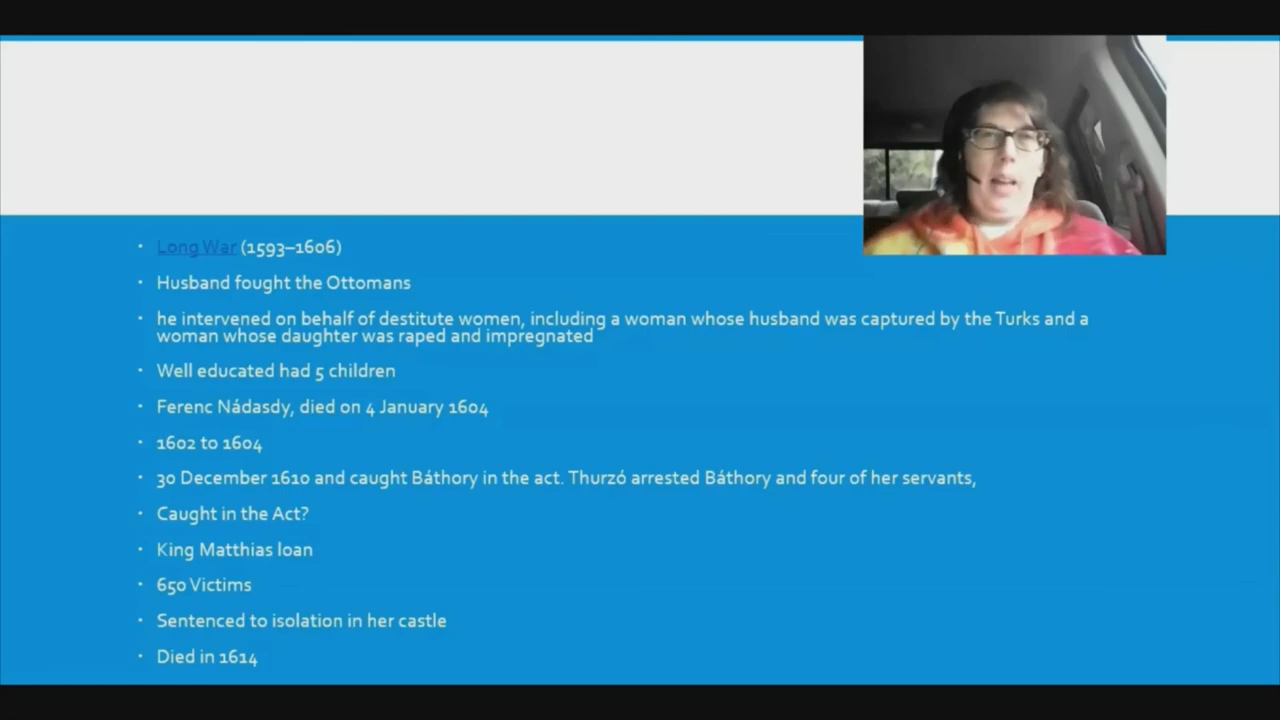 • Long War (1593–1606)
• Husband fought the Ottomans
• he intervened on behalf of destitute women, including a woman whose husband was captured by the Turks and a
woman whose daughter was raped and impregnated
• Well educated had 5 children
• Ferenc Nádasdy, died on 4 January 1604
• 1602 to 1604
• 30 December 1610 and caught Báthory in the act. Thurzó arrested Báthory and four of her servants,
• Caught in the Act?
• King Matthias loan
• 650 Victims
• Sentenced to isolation in her castle
• Died in 1614